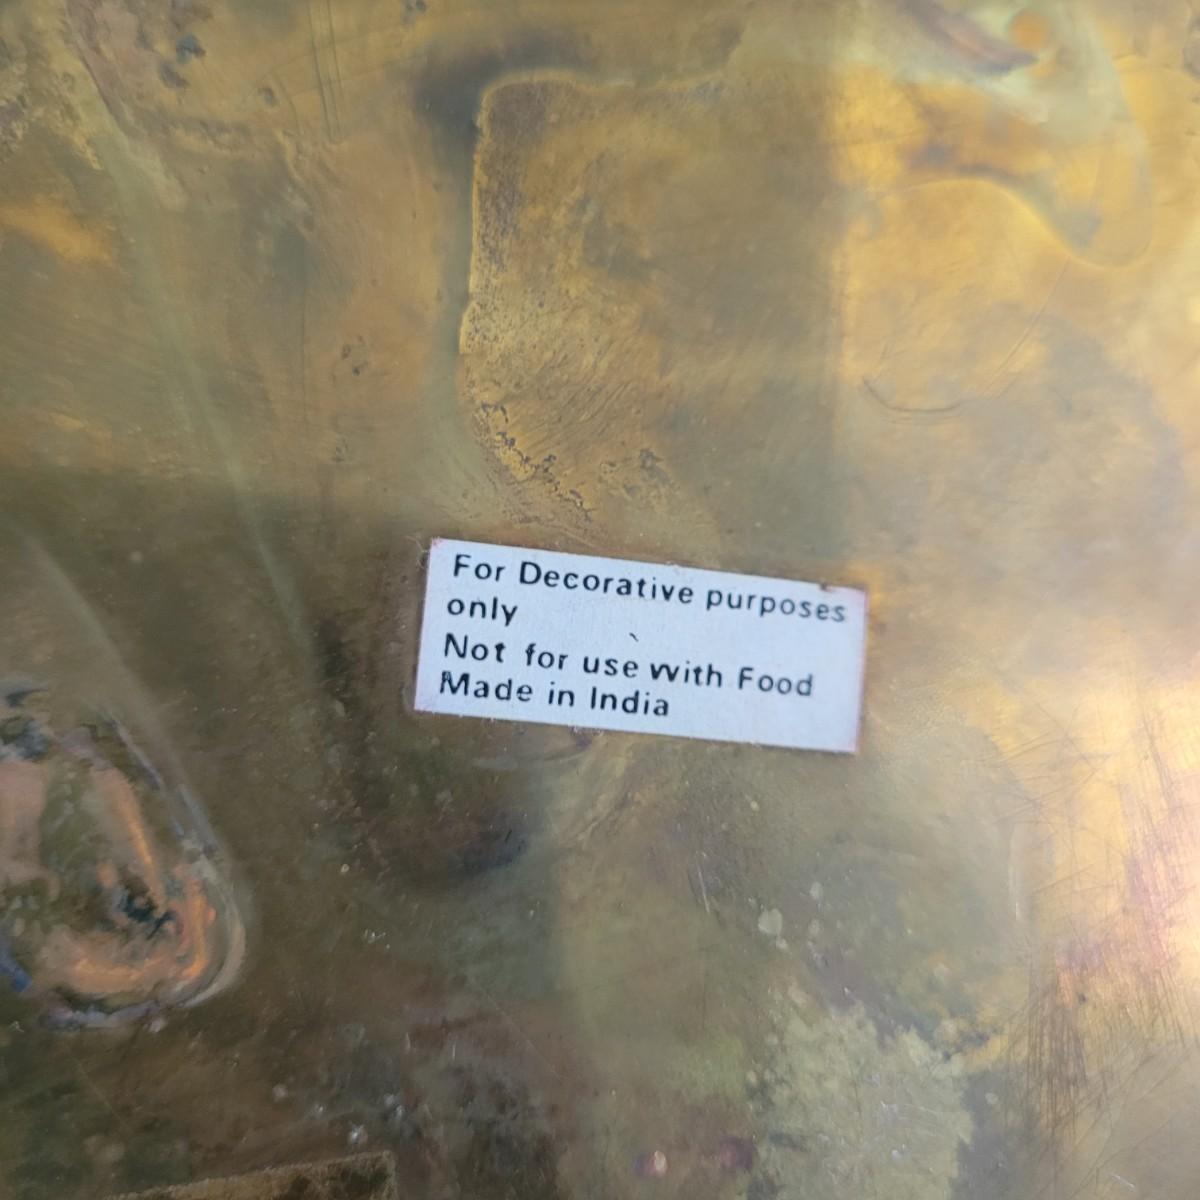 For Decorative purposes
only
Not for use with Food
Made in India